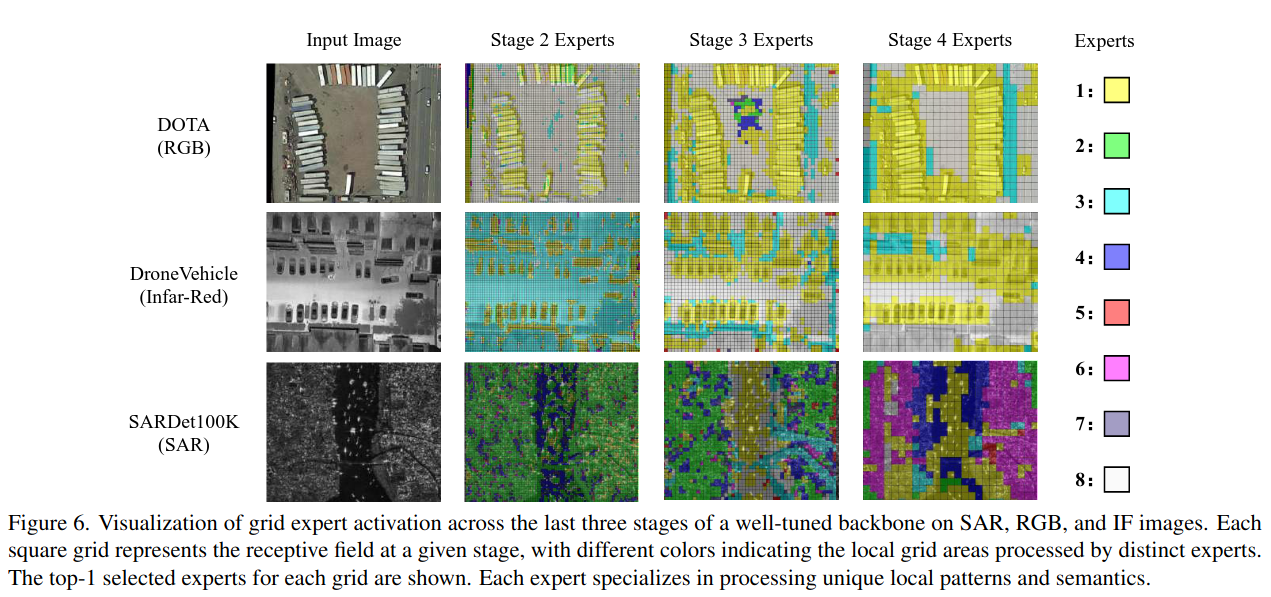 Input Image Stage 2 Experts Stage 3 Experts Stage 4 Experts Experts
DOTA
(RGB)
DroneVehicle
(Infar-Red)
SARDet100K
(SAR)
1:
2:
3:
4:
5:
6:
7:
8:
Figure 6. Visualization of grid expert activation across the last three stages of a well-tuned backbone on SAR, RGB, and IF images. Each
square grid represents the receptive field at a given stage, with different colors indicating the local grid areas processed by distinct experts.
The top-1 selected experts for each grid are shown. Each expert specializes in processing unique local patterns and semantics.